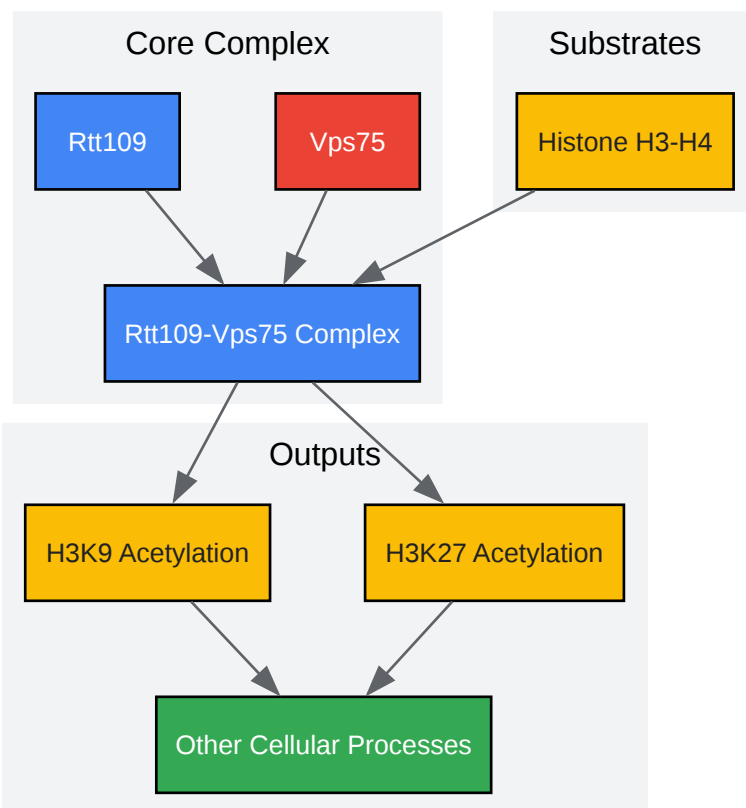 Core Complex
Substrates
Rtt109
Vps75
Histone H3-H4
Rtt109-Vps75 Complex
Outputs
H3K9 Acetylation
H3K27 Acetylation
Other Cellular Processes